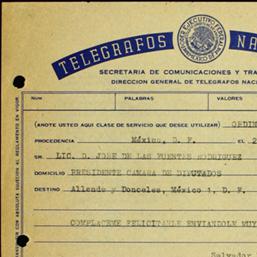 TELEGRAFOS NA
SECRETARIA DE COMUNICACIONES Y TRA
DIRECCION GENERAL DE TELEGRAFOS NAC
NÚM. PALABRAS VALORES
(ANOTE USTED AQUI CLASE DE SERVICIO QUE DESEE UTILIZAR) ORDIN
PROCEDENCIA México, D. F. EL 2
SR. LIC. D. JOSE DE LAS FUENTES RODRIGUEZ
DOMICILIO PRESIDENTE CAMARA DE DIPUTADOS
DESTINO Allende y Donceles, México 1, D. F.
COMPLACEME FELICITARLE ENVIANDOLE MUY
Salvador